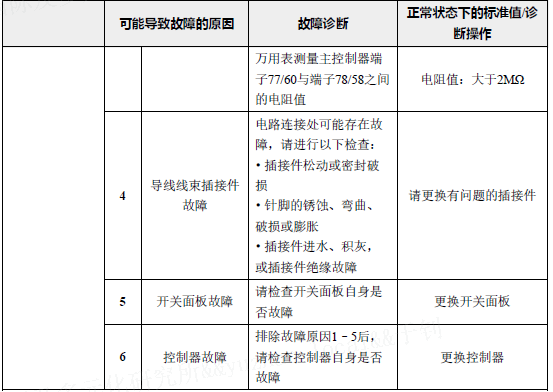 可能导致故障的原因
故障诊断
正常状态下的标准值/诊
断操作
万用表测量主控制器端
子77/60与端子78/58之间
的电阻值
电阻值：大于2MΩ
4
导线线束插接件
故障
电路连接处可能存在故
障，请进行以下检查：
•插接件松动或密封破
损
•针脚的锈蚀、弯曲、
破损或膨胀
•插接件进水、积灰，
或插接件绝缘故障
请更换有问题的插接件
5
开关面板故障
请检查开关面板自身是
否故障
更换开关面板
6
控制器故障
排除故障原因1－5后，
请检查控制器自身是否
故障
更换控制器